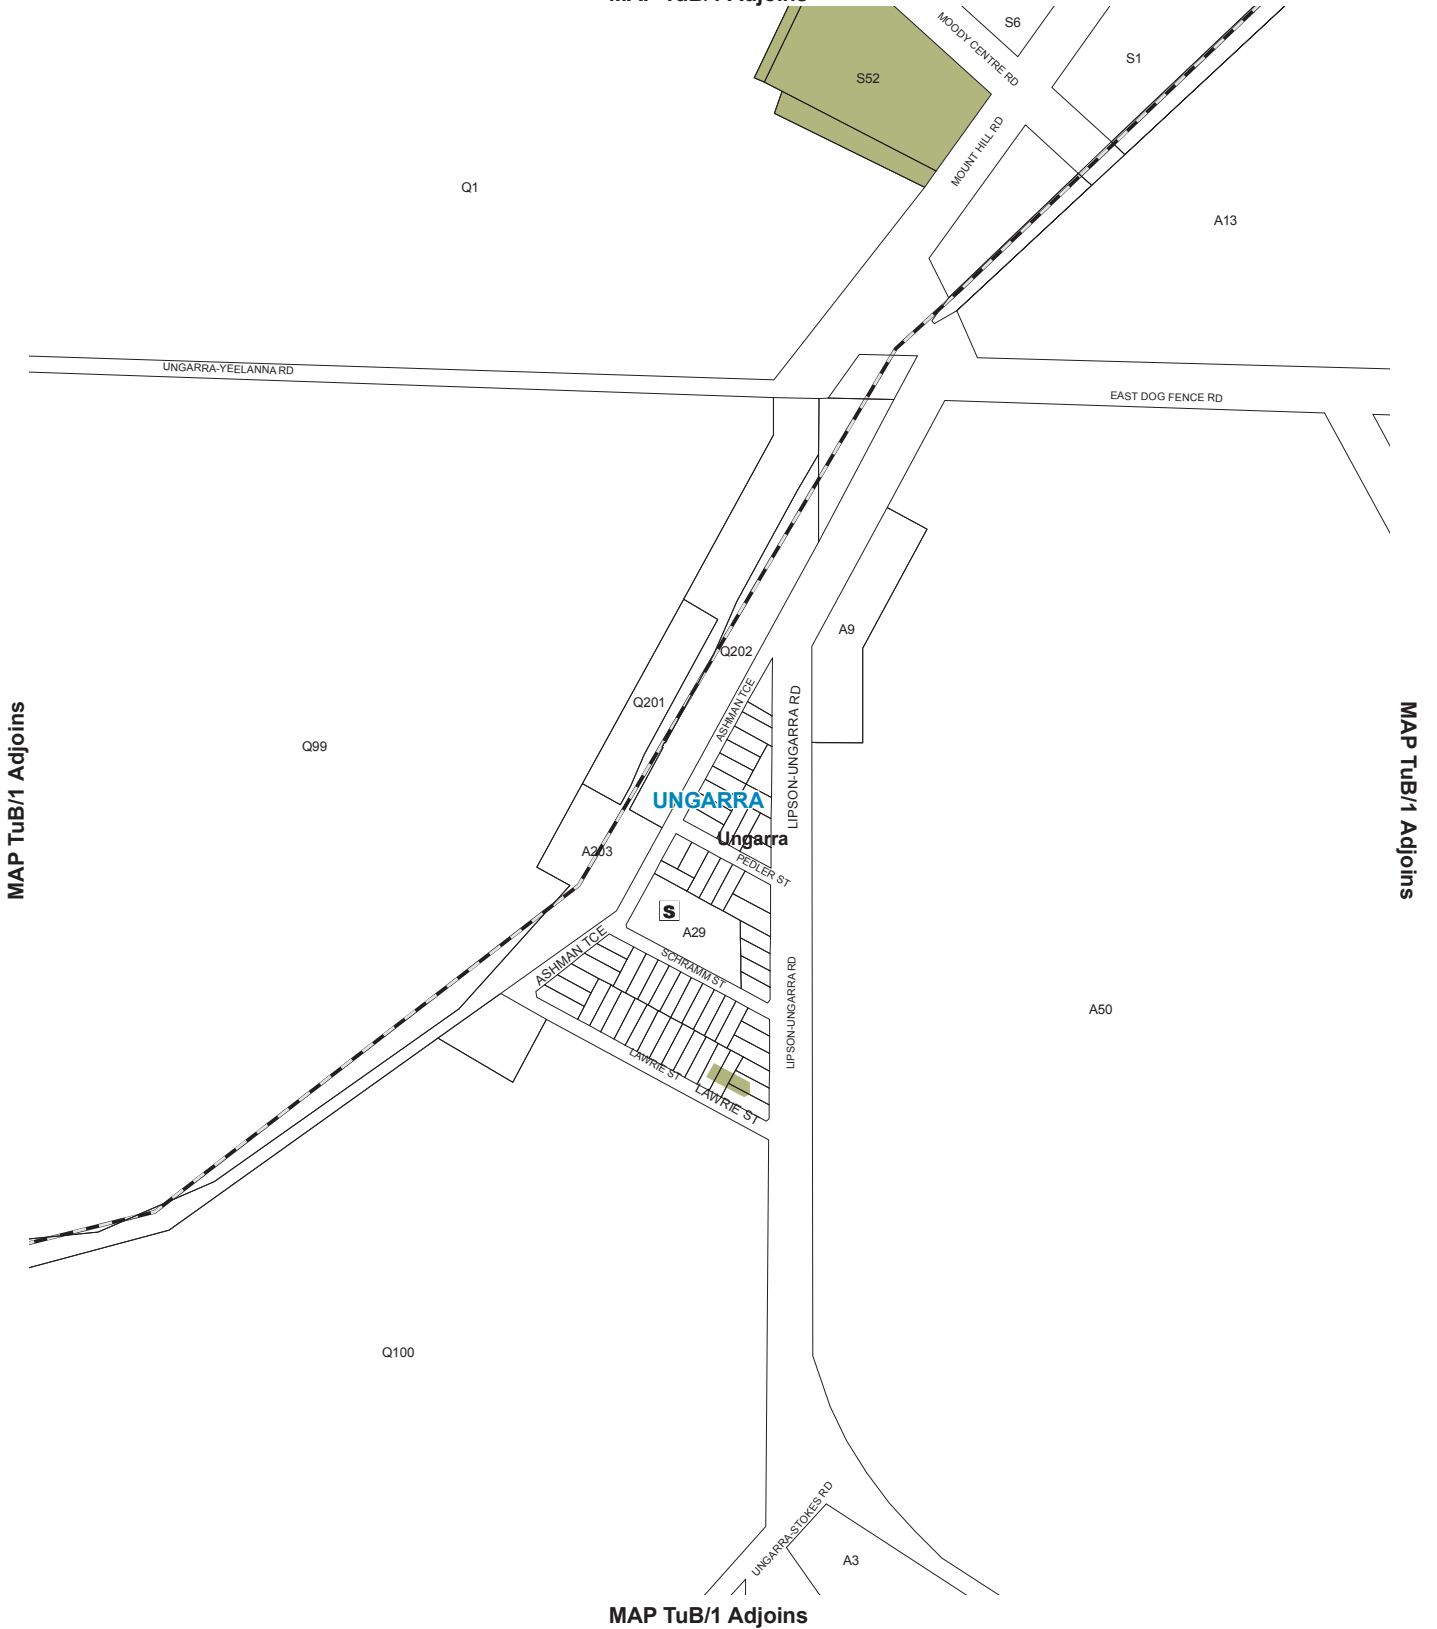 MAP TuB/1 Adjoins
S6
MOODY CENTRE RD
S1
S52
MOUNT HILL RD
Q1
A13
UNGARRA-YEELANNA RD
EAST DOG FENCE RD
A9
Q202
Q201
ASHMAN TCE
LIPSON-UNGARRA RD
MAP TuB/1 Adjoins
Q99
MAP TuB/1 Adjoins
UNGARRA
Ungarra
A203
PEDLER ST
S
A29
ASHMAN TCE
SCHRAMM ST
LIPSON-UNGARRA RD
A50
LAWRIE ST
LAWRIE ST
Q100
UNGARRA-STOKES RD
A3
MAP TuB/1 Adjoins